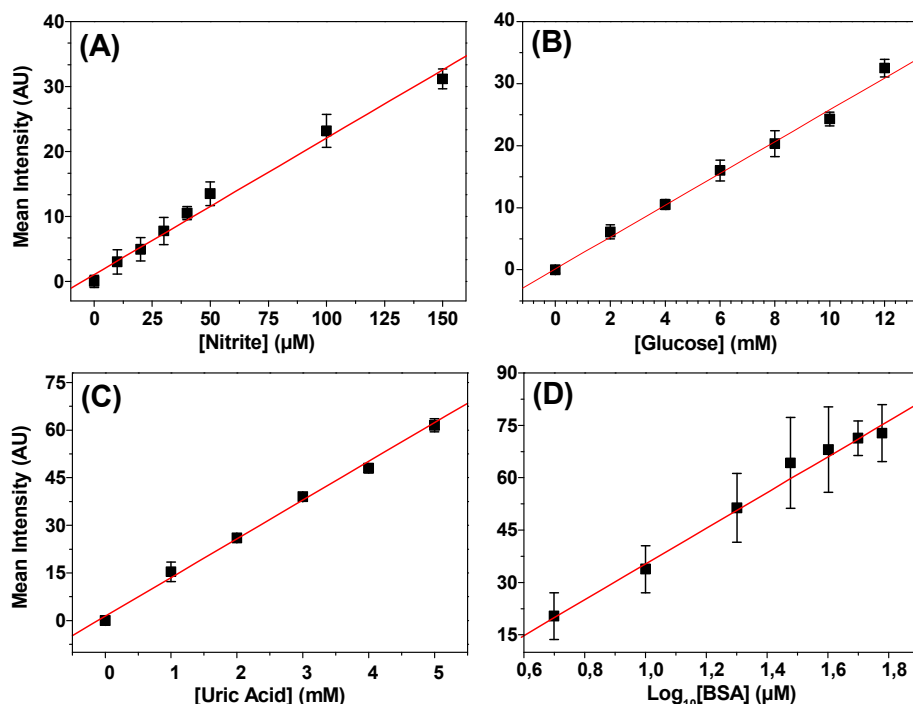 (A)
Mean Intensity (AU)
40
30
20
10
0
0 25 50 75 100 125 150
[Nitrite] (µM)
(B)
40
30
20
10
0
0 2 4 6 8 10 12
[Glucose] (mM)
(C)
Mean Intensity (AU)
75
60
45
30
15
0
0 1 2 3 4 5
[Uric Acid] (mM)
(D)
90
75
60
45
30
15
0,6 0,8 1,0 1,2 1,4 1,6 1,8
Log₁₀[BSA] (µM)